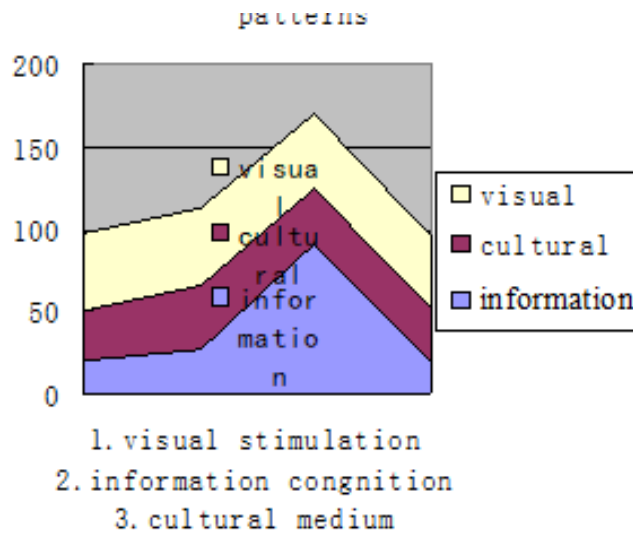 patterns
200
150
100
50
0
visua
l
cultu
ral
infor
matio
n
visual
cultural
information
1. visual stimulation
2. information congnition
3. cultural medium